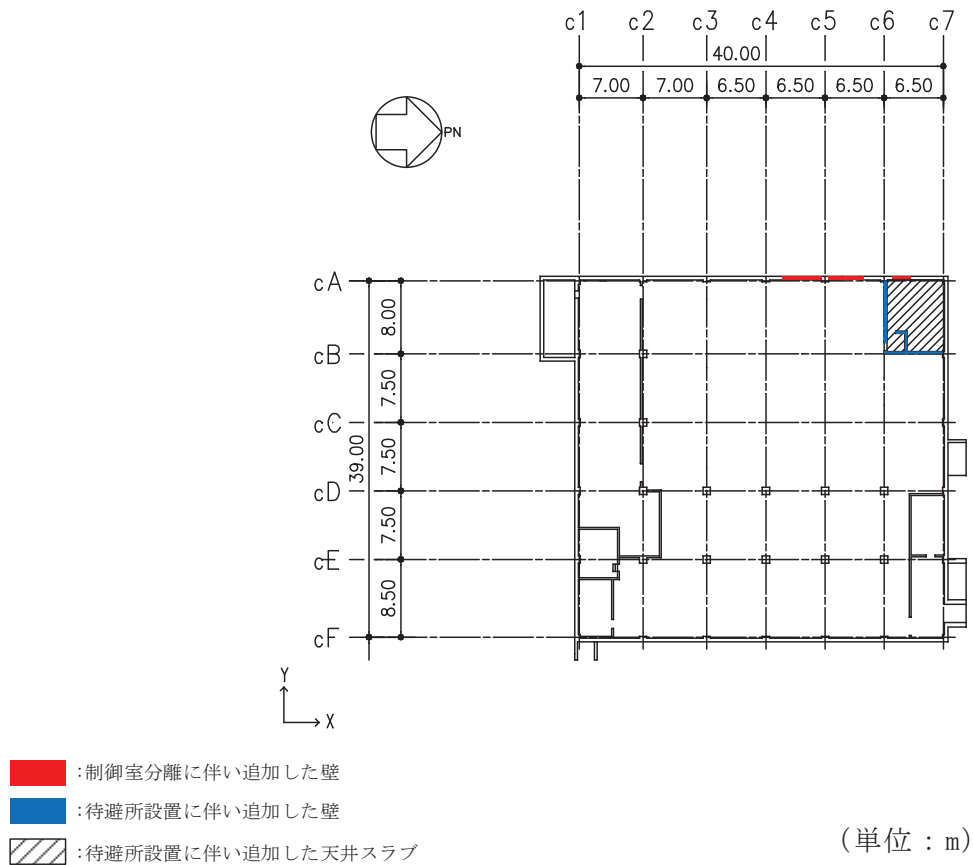 c1 c2 c3 c4 c5 c6 c7
40.00
7.00 7.00 6.50 6.50 6.50 6.50
PN
cA
8.00
cB
7.50
cC
39.00
7.50
cD
7.50
cE
8.50
cF
Y
X
:制御室分離に伴い追加した壁
:待避所設置に伴い追加した壁
:待避所設置に伴い追加した天井スラブ
(単位：m)